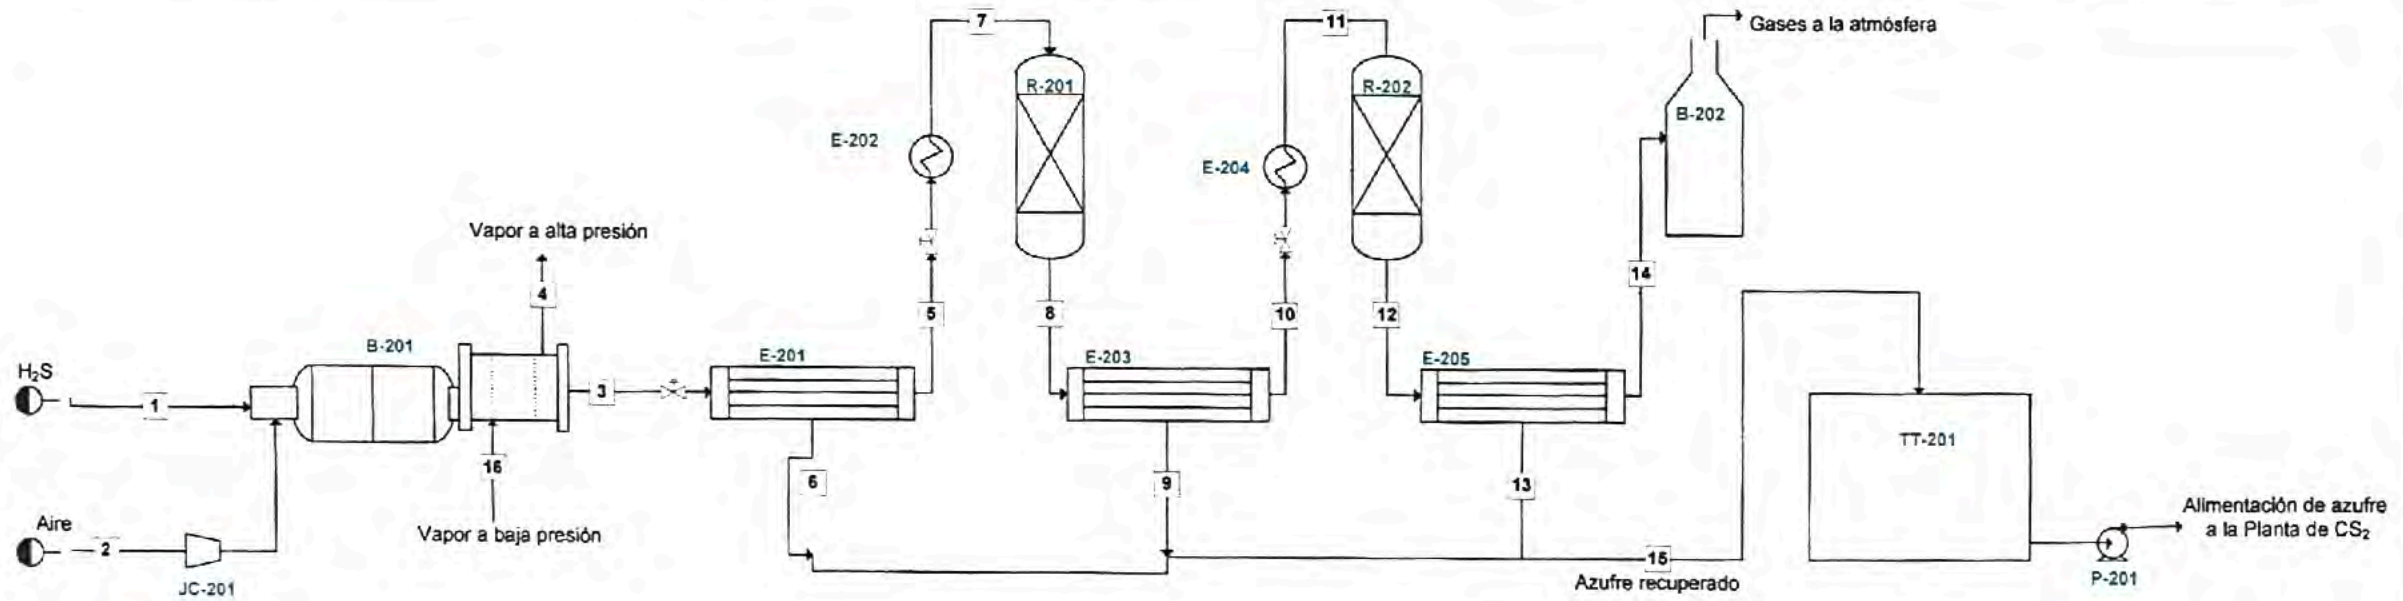 7
11
Gases a la atmósfera
R-201
R-202
B-202
E-202
E-204
Vapor a alta presión
4
5
8
10
12
14
B-201
E-201
E-203
E-205
H₂S
1
3
16
6
9
13
TT-201
Aire
2
Vapor a baja presión
JC-201
15
Azufre recuperado
Alimentación de azufre
a la Planta de CS₂
P-201